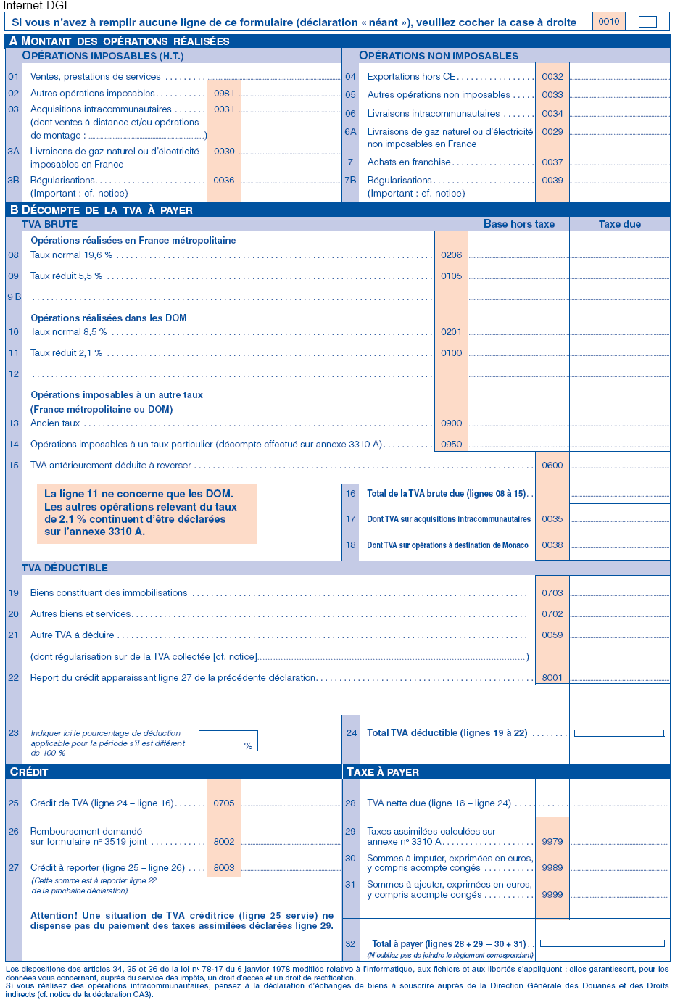 Internet-DGI
Si vous n'avez à remplir aucune ligne de ce formulaire (déclaration « néant »), veuillez cocher la case à droite 0010
A MONTANT DES OPÉRATIONS RÉALISÉES
OPÉRATIONS IMPOSABLES (H.T.)
01 Ventes, prestations de services
02 Autres opérations imposables 0981
03 Acquisitions intracommunautaires 0031
(dont ventes à distance et/ou opérations
de montage : )
3A Livraisons de gaz naturel ou d'électricité 0030
imposables en France
3B Régularisations 0036
(Important : cf. notice)
OPÉRATIONS NON IMPOSABLES
04 Exportations hors CE 0032
05 Autres opérations non imposables 0033
06 Livraisons intracommunautaires 0034
6A Livraisons de gaz naturel ou d'électricité 0029
non imposables en France
7 Achats en franchise 0037
7B Régularisations 0039
(Important : cf. notice)
B DÉCOMPTE DE LA TVA À PAYER
TVA BRUTE Base hors taxe Taxe due
Opérations réalisées en France métropolitaine
08 Taux normal 19,6 % 0206
09 Taux réduit 5,5 % 0105
9 B
Opérations réalisées dans les DOM
10 Taux normal 8,5 % 0201
11 Taux réduit 2,1 % 0100
12
Opérations imposables à un autre taux
(France métropolitaine ou DOM)
13 Ancien taux 0900
14 Opérations imposables à un taux particulier (décompte effectué sur annexe 3310 A) 0950
15 TVA antérieurement déduite à reverser 0600
La ligne 11 ne concerne que les DOM.
Les autres opérations relevant du taux
de 2,1 % continuent d'être déclarées
sur l'annexe 3310 A.
16 Total de la TVA brute due (lignes 08 à 15)
17 Dont TVA sur acquisitions intracommunautaires 0035
18 Dont TVA sur opérations à destination de Monaco 0038
TVA DÉDUCTIBLE
19 Biens constituant des immobilisations 0703
20 Autres biens et services 0702
21 Autre TVA à déduire 0059
(dont régularisation sur de la TVA collectée [cf. notice] )
22 Report du crédit apparaissant ligne 27 de la précédente déclaration 8001
23 Indiquer ici le pourcentage de déduction
applicable pour la période s'il est différent
de 100 %
%
24 Total TVA déductible (lignes 19 à 22)
CRÉDIT
25 Crédit de TVA (ligne 24 – ligne 16) 0705
26 Remboursement demandé
sur formulaire nº 3519 joint 8002
27 Crédit à reporter (ligne 25 – ligne 26) 8003
(Cette somme est à reporter ligne 22
de la prochaine déclaration)
Attention ! Une situation de TVA créditrice (ligne 25 servie) ne
dispense pas du paiement des taxes assimilées déclarées ligne 29.
TAXE À PAYER
28 TVA nette due (ligne 16 – ligne 24)
29 Taxes assimilées calculées sur
annexe nº 3310 A 9979
30 Sommes à imputer, exprimées en euros,
y compris acompte congés 9989
31 Sommes à ajouter, exprimées en euros,
y compris acompte congés 9999
32 Total à payer (lignes 28 + 29 – 30 + 31)
(N'oubliez pas de joindre le règlement correspondant)
Les dispositions des articles 34, 35 et 36 de la loi nº 78-17 du 6 janvier 1978 modifiée relative à l'informatique, aux fichiers et aux libertés s'appliquent : elles garantissent, pour les
données vous concernant, auprès du service des impôts, un droit d'accès et un droit de rectification.
Si vous réalisez des opérations intracommunautaires, pensez à la déclaration d'échanges de biens à souscrire auprès de la Direction Générale des Douanes et des Droits
indirects (cf. notice de la déclaration CA3).